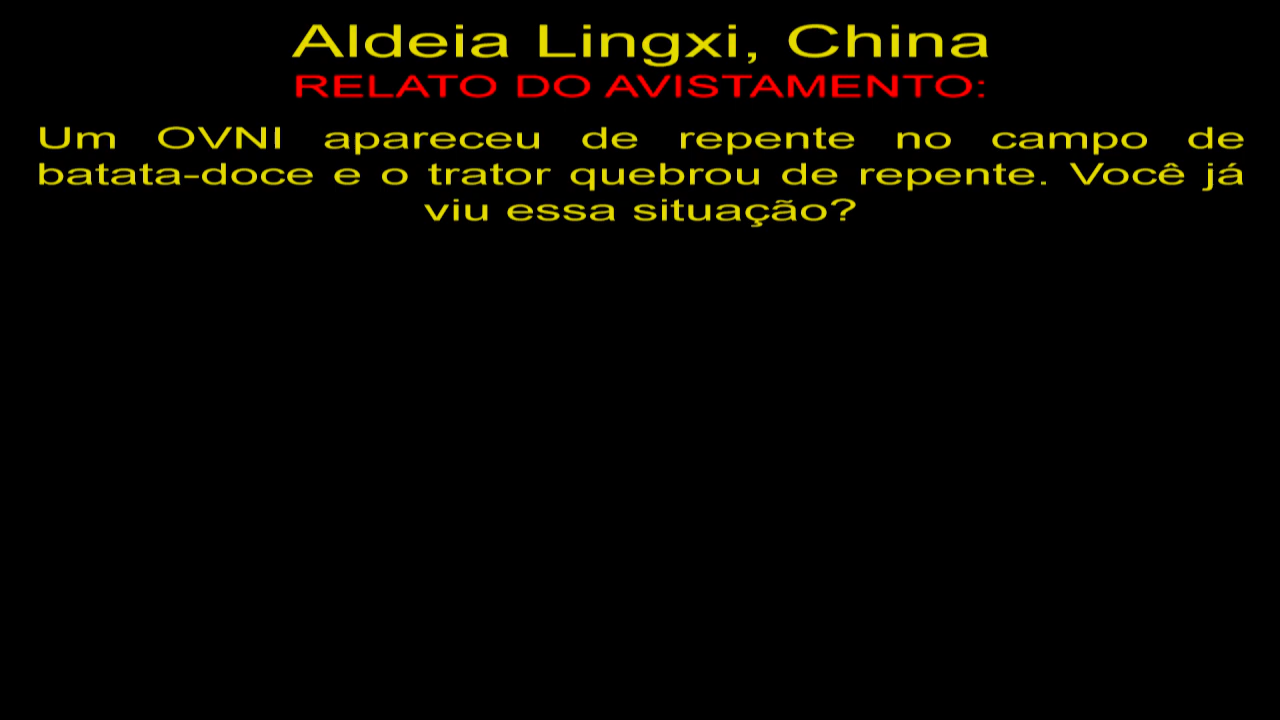 Aldeia Lingxi, China
RELATO DO AVISTAMENTO:
Um OVNI apareceu de repente no campo de
batata-doce e o trator quebrou de repente. Você já
viu essa situação?